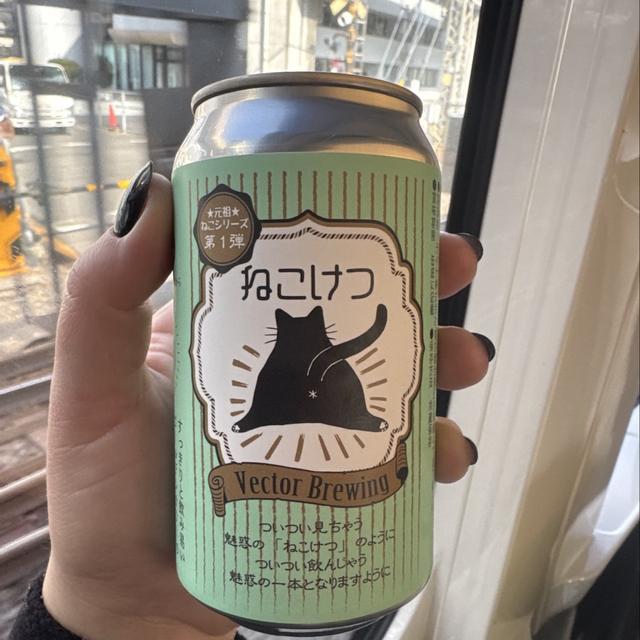 ★元祖★
ねこシリーズ
第1弾
ねこけつ
Vector Brewing
ついつい見ちゃう
魅惑の「ねこけつ」のように
ついつい飲んじゃう
魅惑の一本となりますように